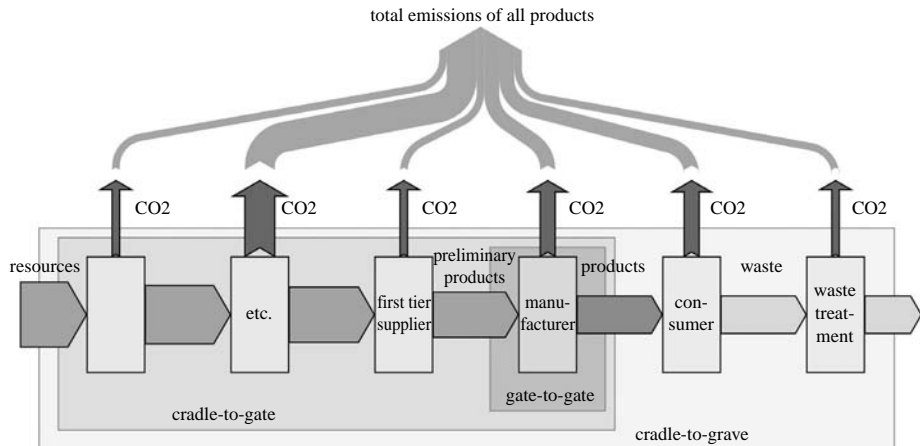 total emissions of all products
CO2
CO2
CO2
CO2
CO2
CO2
resources
preliminary
products
products
waste
etc.
first tier
supplier
manu-
facturer
con-
sumer
waste
treat-
ment
gate-to-gate
cradle-to-gate
cradle-to-grave